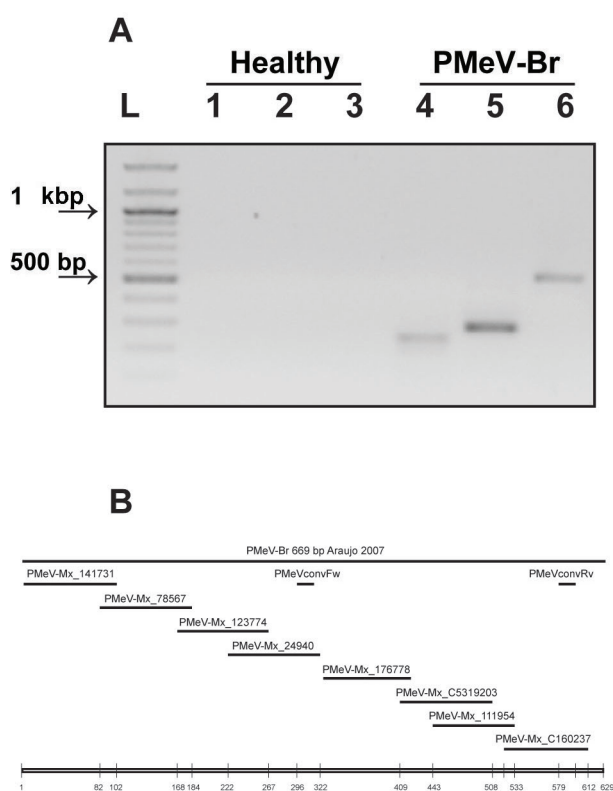 A
Healthy PMeV-Br
L 1 2 3 4 5 6
1 kbp
500 bp
B
PMeV-Br 669 bp Araujo 2007
PMeV-Mx_141731 PMeVconvFw PMeVconvRv
PMeV-Mx_78567
PMeV-Mx_123774
PMeV-Mx_24940
PMeV-Mx_176778
PMeV-Mx_C5319203
PMeV-Mx_111954
PMeV-Mx_C160237
1 82 102 168 184 222 267 296 322 409 443 508 533 579 612 626